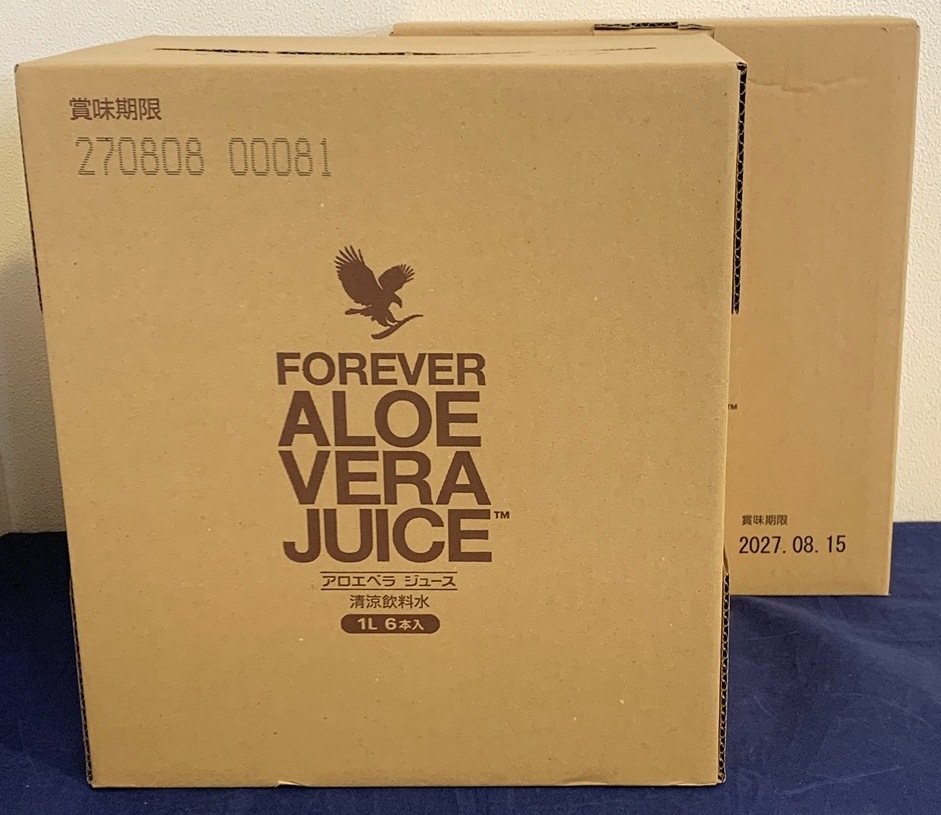 賞味期限
270808 00081
FOREVER
ALOE
VERA
JUICE™
アロエベラ ジュース
清涼飲料水
1L 6本入
™
賞味期限
2027.08.15